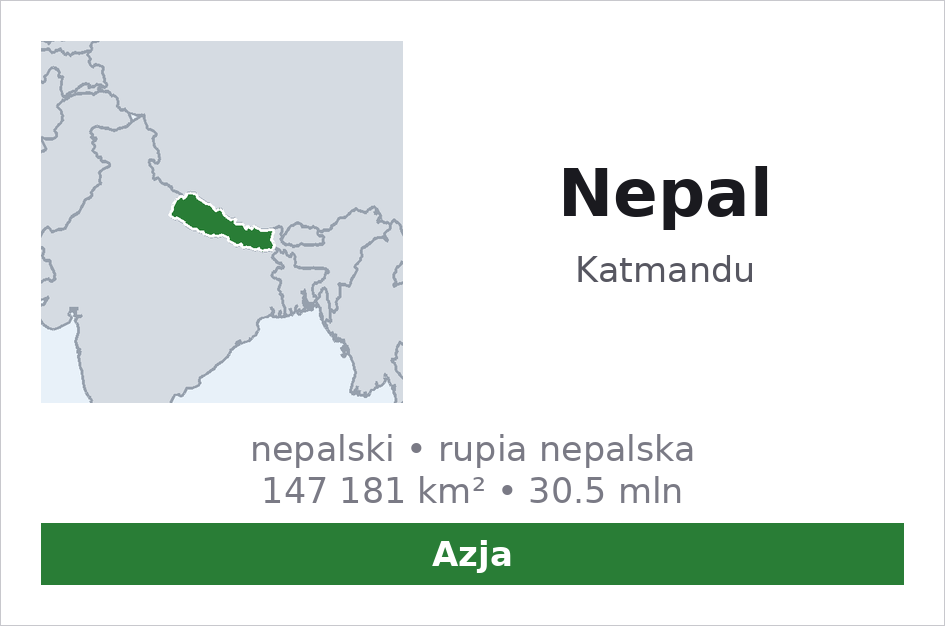 Nepal
Katmandu
nepalski • rupia nepalska
147 181 km² • 30.5 mln
Azja